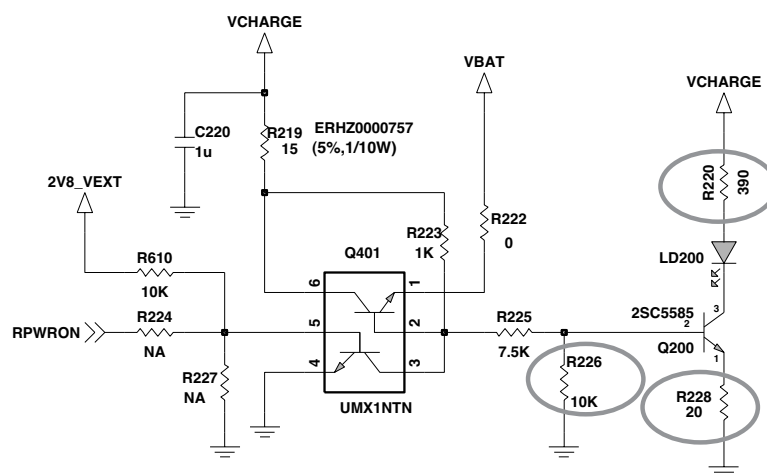 VCHARGE
VBAT
VCHARGE
C220
1u
R219
15
ERHZ0000757
(5%,1/10W)
R220
390
2V8_VEXT
R223
1K
R222
0
LD200
R610
10K
Q401
6
1
2SC5585
3
2
RPWRON
R224
NA
5
2
R225
7.5K
Q200
1
R227
NA
4
3
R226
10K
R228
20
UMX1NTN